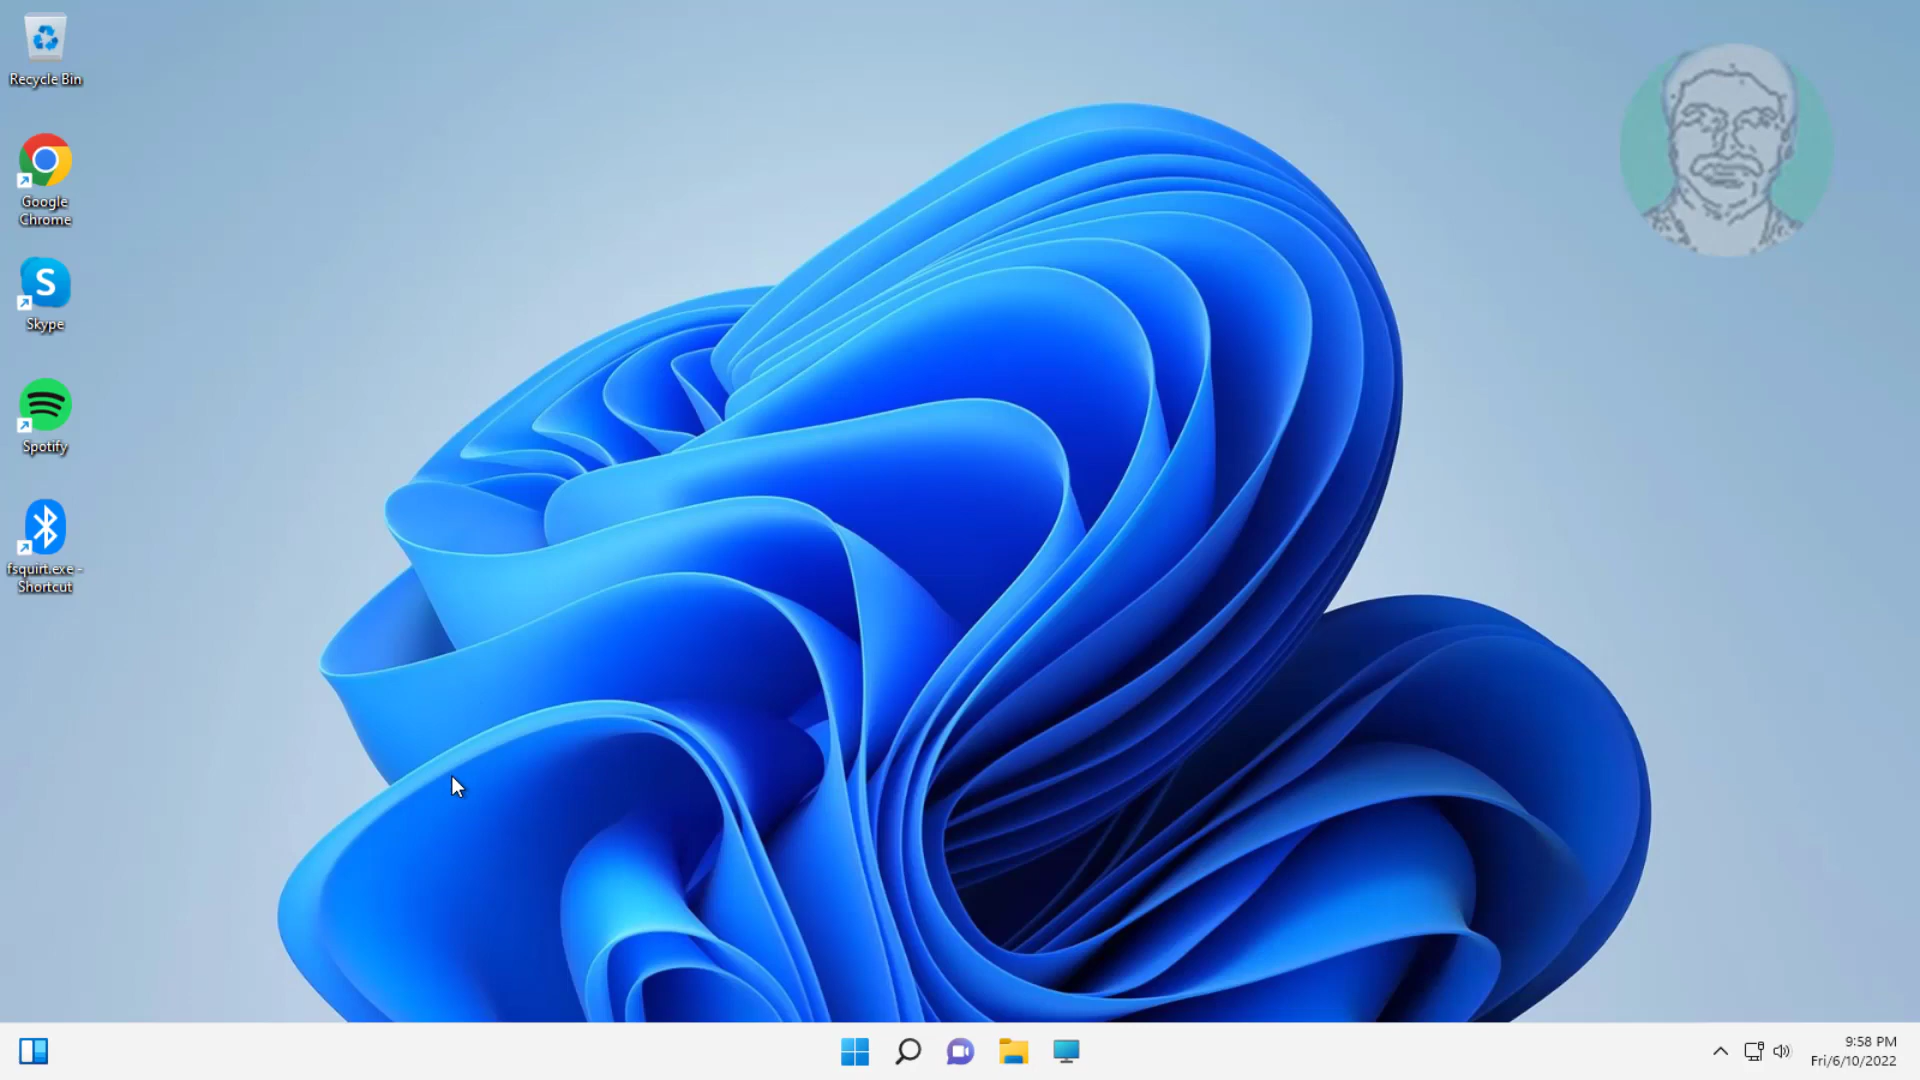 Recycle Bin
Google
Chrome
Skype
Spotify
fsquirt.exe -
Shortcut
9:58 PM
Fri/6/10/2022